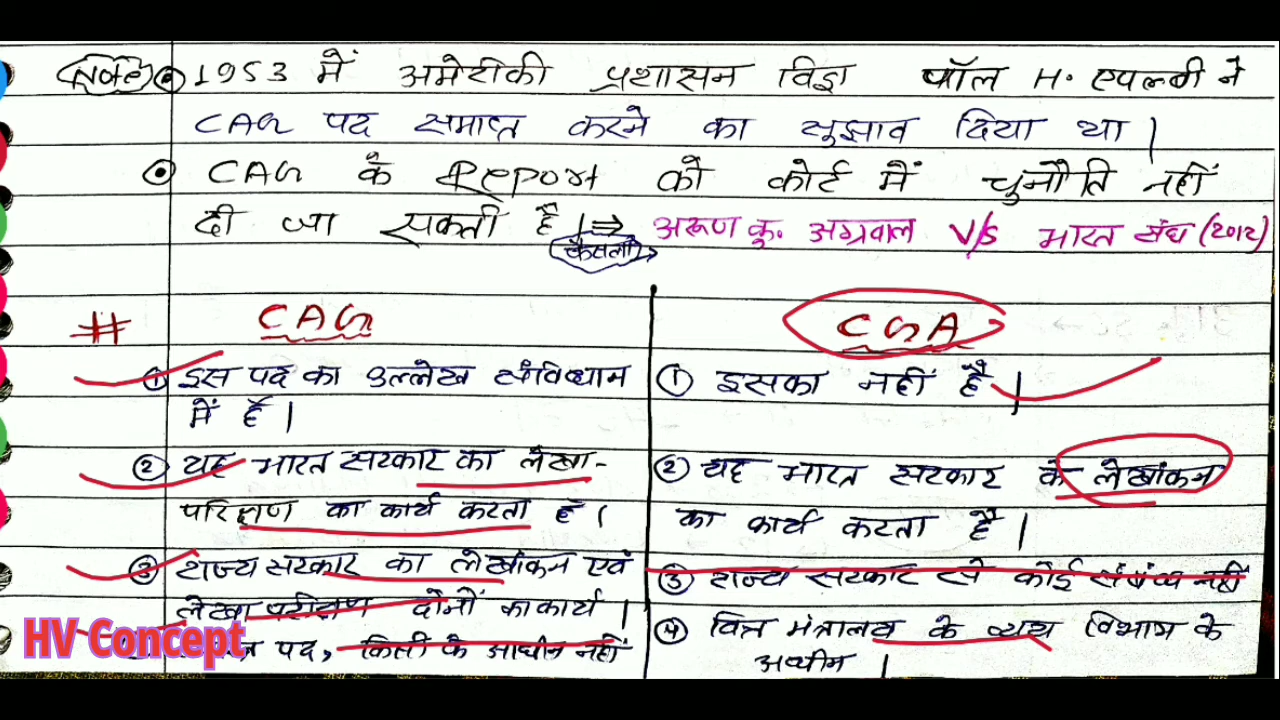 Note ⦿ 1953 में अमेरीकी प्रशासन विज्ञ पॉल H. एपलबी ने
CAG पद समाप्त करने का सुझाव दिया था |
⦿ CAG के Report को कोर्ट में चुनौति नहीं
दी जा सकती है | ⇒ अरूण कु. अग्रवाल V/S भारत संघ (2012)
फैसला
# CAG
CGA
① इस पद का उल्लेख संविधान
में है |
① इसका नहीं है |
② यह भारत सरकार का लेखा-
परिक्षण का कार्य करता है |
② यह भारत सरकार के लेखांकन
का कार्य करता है |
③ राज्य सरकार का लेखांकन एवं
लेखा परीक्षण दोनों का कार्य |
③ राज्य सरकार से कोई संबंध नहीं
पद, किसी के आधीन नहीं
④ वित्त मंत्रालय के व्यय विभाग के
अधीन |
HV Concept